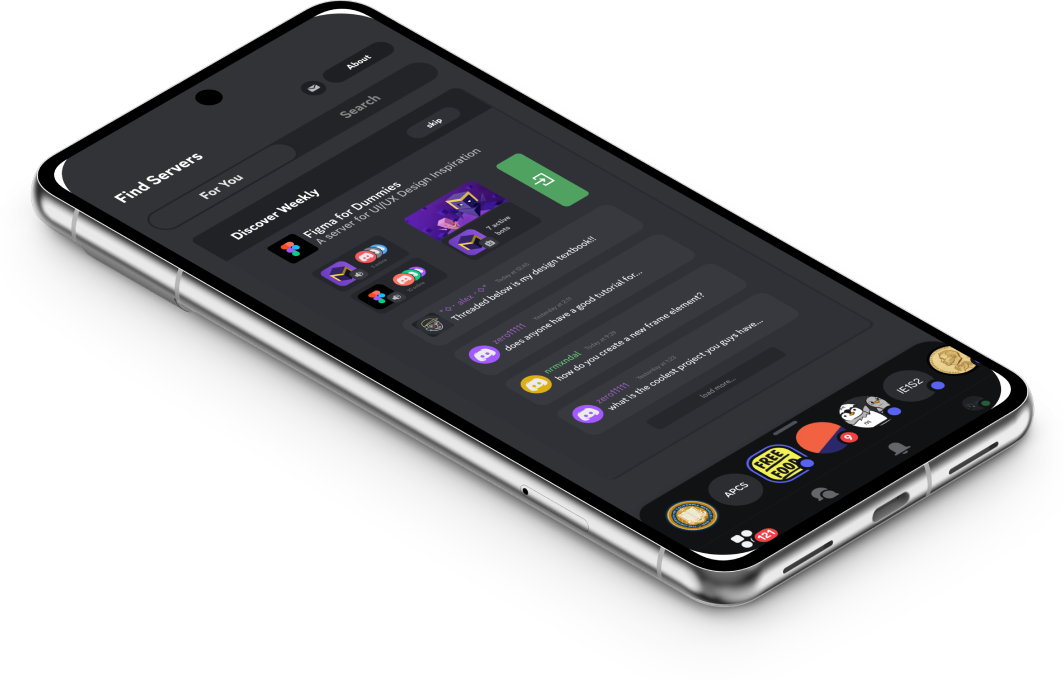 About
Search
Find Servers
For You
skip
Discover Weekly
Figma for Dummies
A server for UI/UX Design Inspiration
7 active
bots
alex
Threaded below is my design textbook!!
zero11111
does anyone have a good tutorial for...
nrmxndal
how do you create a new frame element?
zero11111
what is the coolest project you guys have...
load more...
IE1S2
9
FREE
FOOD
APCS
121